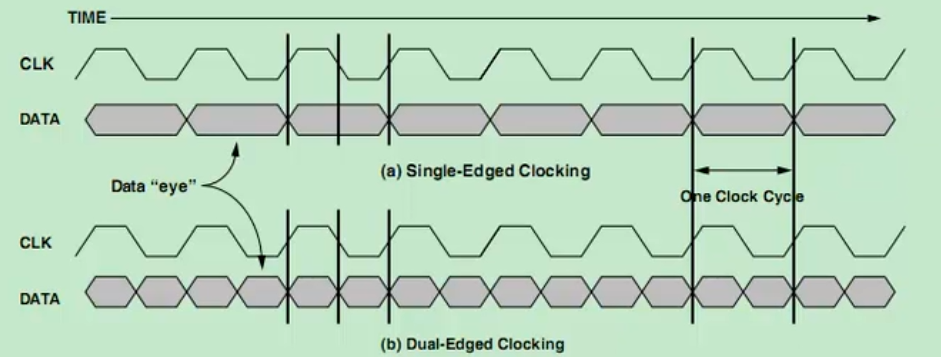 TIME
CLK
DATA
(a) Single-Edged Clocking
Data “eye”
One Clock Cycle
CLK
DATA
(b) Dual-Edged Clocking